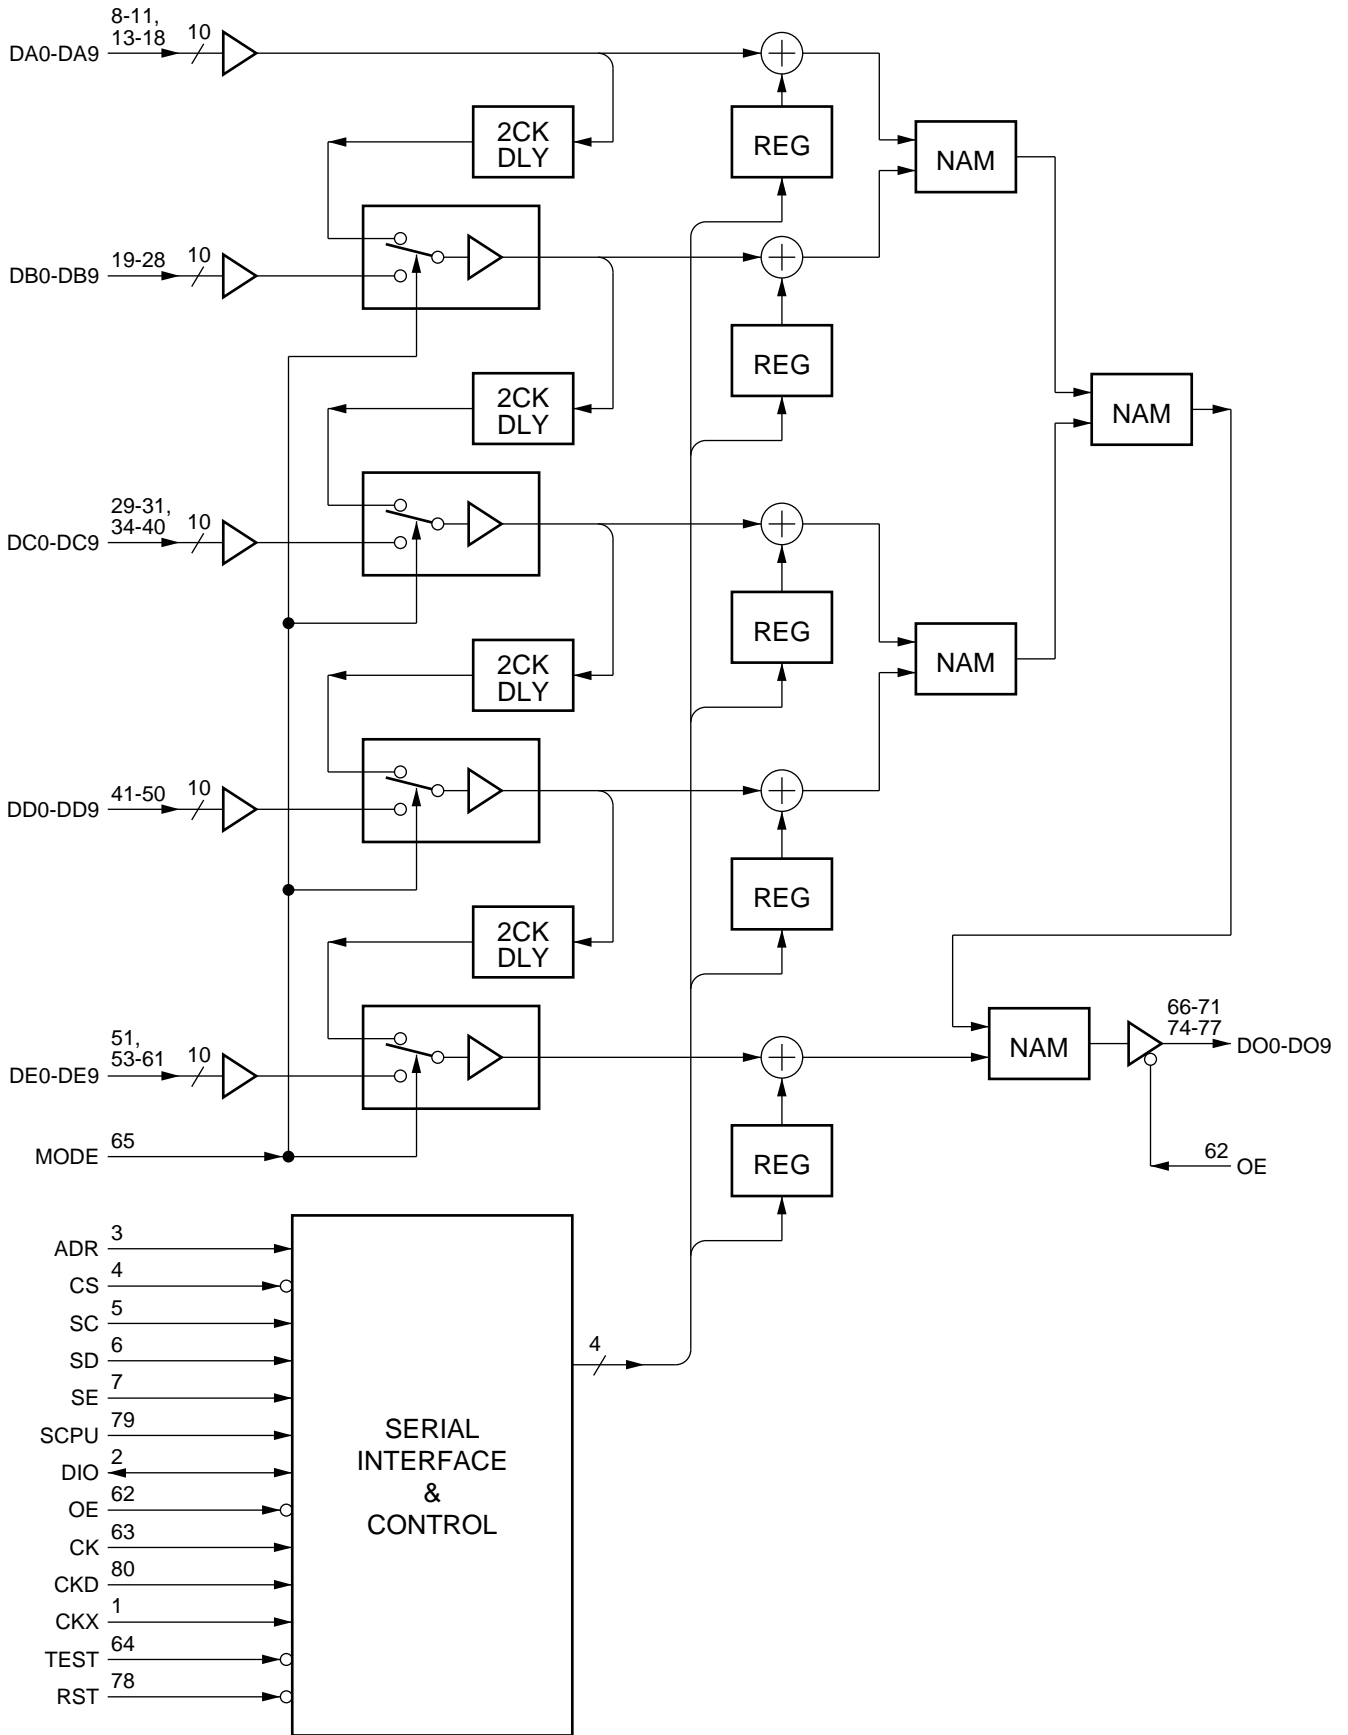 8-11,
13-18
10
DA0-DA9
2CK
DLY
REG
NAM
19-28
10
DB0-DB9
REG
2CK
DLY
NAM
29-31,
34-40
10
DC0-DC9
REG
NAM
2CK
DLY
41-50
10
DD0-DD9
REG
2CK
DLY
51,
53-61
10
DE0-DE9
NAM
66-71
74-77
DO0-DO9
MODE
65
REG
62
OE
ADR 3
CS 4
SC 5
SD 6
SE 7
SCPU 79
DIO 2
OE 62
CK 63
CKD 80
CKX 1
TEST 64
RST 78
SERIAL
INTERFACE
&
CONTROL
4